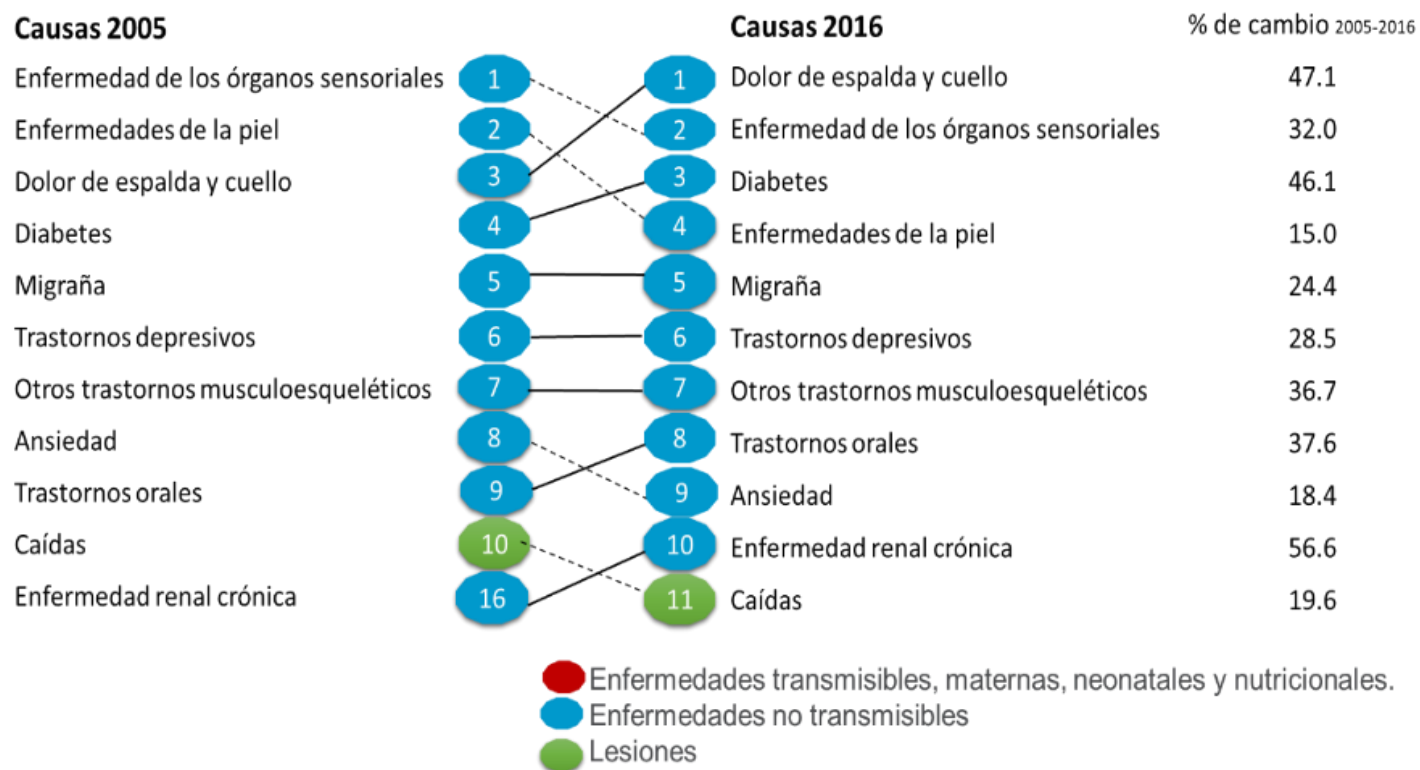 Causas 2005 Causas 2016 % de cambio 2005-2016
Enfermedad de los órganos sensoriales 1 1 Dolor de espalda y cuello 47.1
Enfermedades de la piel 2 2 Enfermedad de los órganos sensoriales 32.0
Dolor de espalda y cuello 3 3 Diabetes 46.1
Diabetes 4 4 Enfermedades de la piel 15.0
Migraña 5 5 Migraña 24.4
Trastornos depresivos 6 6 Trastornos depresivos 28.5
Otros trastornos musculoesqueléticos 7 7 Otros trastornos musculoesqueléticos 36.7
Ansiedad 8 8 Trastornos orales 37.6
Trastornos orales 9 9 Ansiedad 18.4
Caídas 10 10 Enfermedad renal crónica 56.6
Enfermedad renal crónica 16 11 Caídas 19.6
Enfermedades transmisibles, maternas, neonatales y nutricionales.
Enfermedades no transmisibles
Lesiones